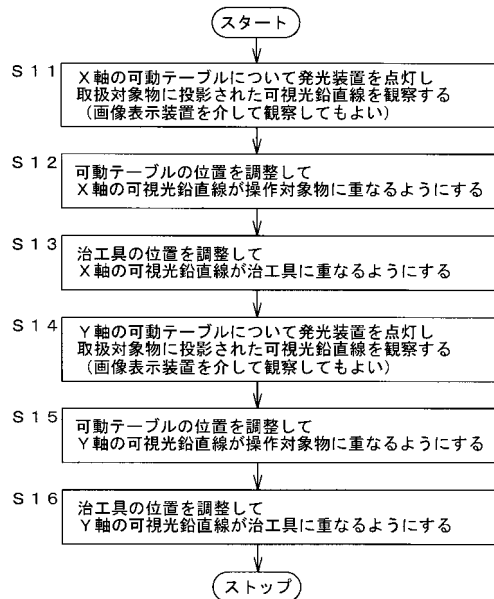 スタート
S11
X軸の可動テーブルについて発光装置を点灯し
取扱対象物に投影された可視光鉛直線を観察する
（画像表示装置を介して観察してもよい）
S12
可動テーブルの位置を調整して
X軸の可視光鉛直線が操作対象物に重なるようにする
S13
治工具の位置を調整して
X軸の可視光鉛直線が治工具に重なるようにする
S14
Y軸の可動テーブルについて発光装置を点灯し
取扱対象物に投影された可視光鉛直線を観察する
（画像表示装置を介して観察してもよい）
S15
可動テーブルの位置を調整して
Y軸の可視光鉛直線が操作対象物に重なるようにする
S16
治工具の位置を調整して
Y軸の可視光鉛直線が治工具に重なるようにする
ストップ